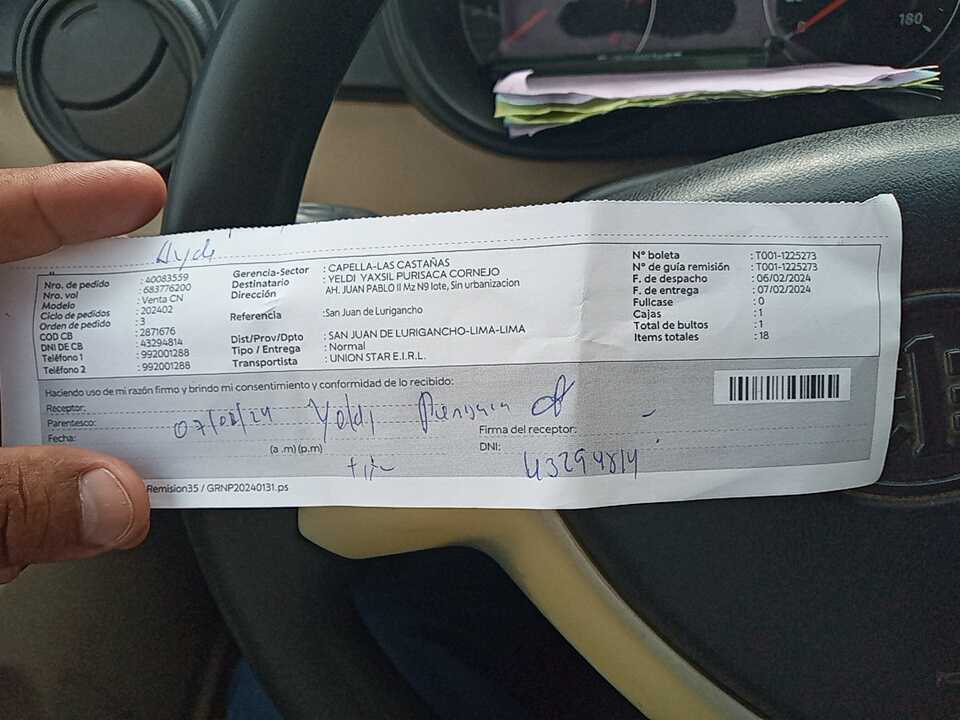 180
Nro. de pedido : 40083559
Nro. vol : 683776200
Modelo : Venta CN
Ciclo de pedidos : 202402
Orden de pedido : 3
COD CB : 2871676
DNI DE CB : 43294814
Teléfono 1 : 992001288
Teléfono 2 : 992001288
Gerencia-Sector : CAPELLA-LAS CASTAÑAS
Destinatario : YELDI YAXSIL PURISACA CORNEJO
Dirección AH. JUAN PABLO II Mz N9 lote, Sin urbanizacion
Referencia :San Juan de Lurigancho
Dist/Prov/Dpto : SAN JUAN DE LURIGANCHO-LIMA-LIMA
Tipo / Entrega : Normal
Transportista : UNION STAR E.I.R.L.
N° boleta : T001-1225273
N° de guía remisión : T001-1225273
F. de despacho : 06/02/2024
F. de entrega : 07/02/2024
Fullcase : 0
Cajas : 1
Total de bultos : 1
Items totales : 18
Haciendo uso de mi razón firmo y brindo mi consentimiento y conformidad de lo recibido:
Receptor:
Parentesco:
07/02/24 Yeldi
Fecha:
(a .m) (p.m)
Firma del receptor:
DNI: 43294814
Remision35 / GRNP20240131.ps